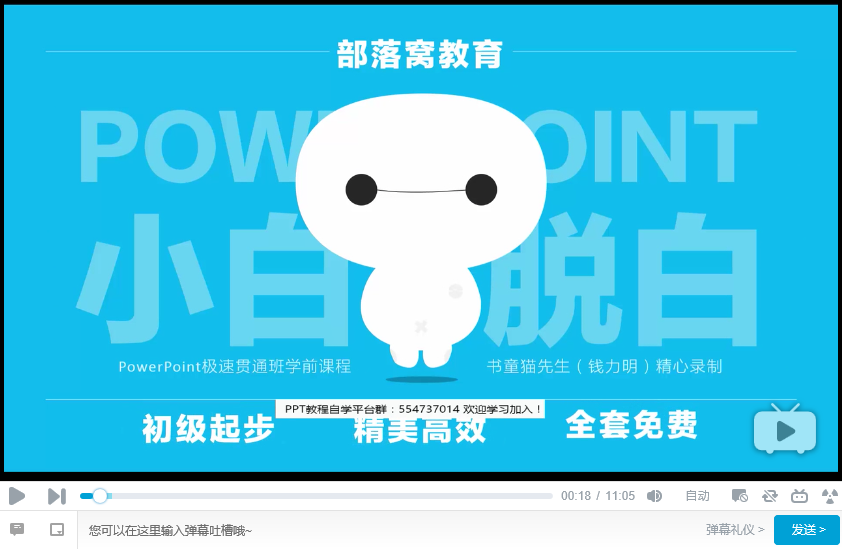 部落窝教育
POWERPOINT
小白脱白
PowerPoint极速贯通班学前课程
书童猫先生（钱力明）精心录制
PPT教程自学平台群：554737014 欢迎学习加入！
初级起步
精美高效
全套免费
00:18 / 11:05
自动
您可以在这里输入弹幕吐槽哦~
弹幕礼仪 >
发送 >